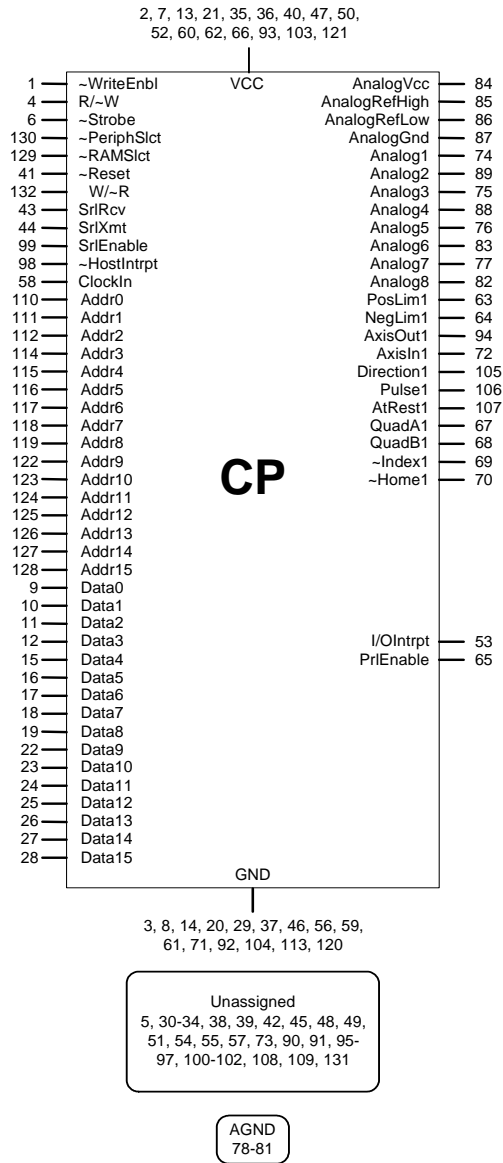 2, 7, 13, 21, 35, 36, 40, 47, 50,
52, 60, 62, 66, 93, 103, 121
VCC
1 ~WriteEnbl
4 R/~W
6 ~Strobe
130 ~PeriphSlct
129 ~RAMSlct
41 ~Reset
132 W/~R
43 SrlRcv
44 SrlXmt
99 SrlEnable
98 ~HostIntrpt
58 ClockIn
110 Addr0
111 Addr1
112 Addr2
114 Addr3
115 Addr4
116 Addr5
117 Addr6
118 Addr7
119 Addr8
122 Addr9
123 Addr10
124 Addr11
125 Addr12
126 Addr13
127 Addr14
128 Addr15
9 Data0
10 Data1
11 Data2
12 Data3
15 Data4
16 Data5
17 Data6
18 Data7
19 Data8
22 Data9
23 Data10
24 Data11
25 Data12
26 Data13
27 Data14
28 Data15
CP
AnalogVcc 84
AnalogRefHigh 85
AnalogRefLow 86
AnalogGnd 87
Analog1 74
Analog2 89
Analog3 75
Analog4 88
Analog5 76
Analog6 83
Analog7 77
Analog8 82
PosLim1 63
NegLim1 64
AxisOut1 94
AxisIn1 72
Direction1 105
Pulse1 106
AtRest1 107
QuadA1 67
QuadB1 68
~Index1 69
~Home1 70
I/OIntrpt 53
PrlEnable 65
GND
3, 8, 14, 20, 29, 37, 46, 56, 59,
61, 71, 92, 104, 113, 120
Unassigned
5, 30-34, 38, 39, 42, 45, 48, 49,
51, 54, 55, 57, 73, 90, 91, 95-
97, 100-102, 108, 109, 131
AGND
78-81